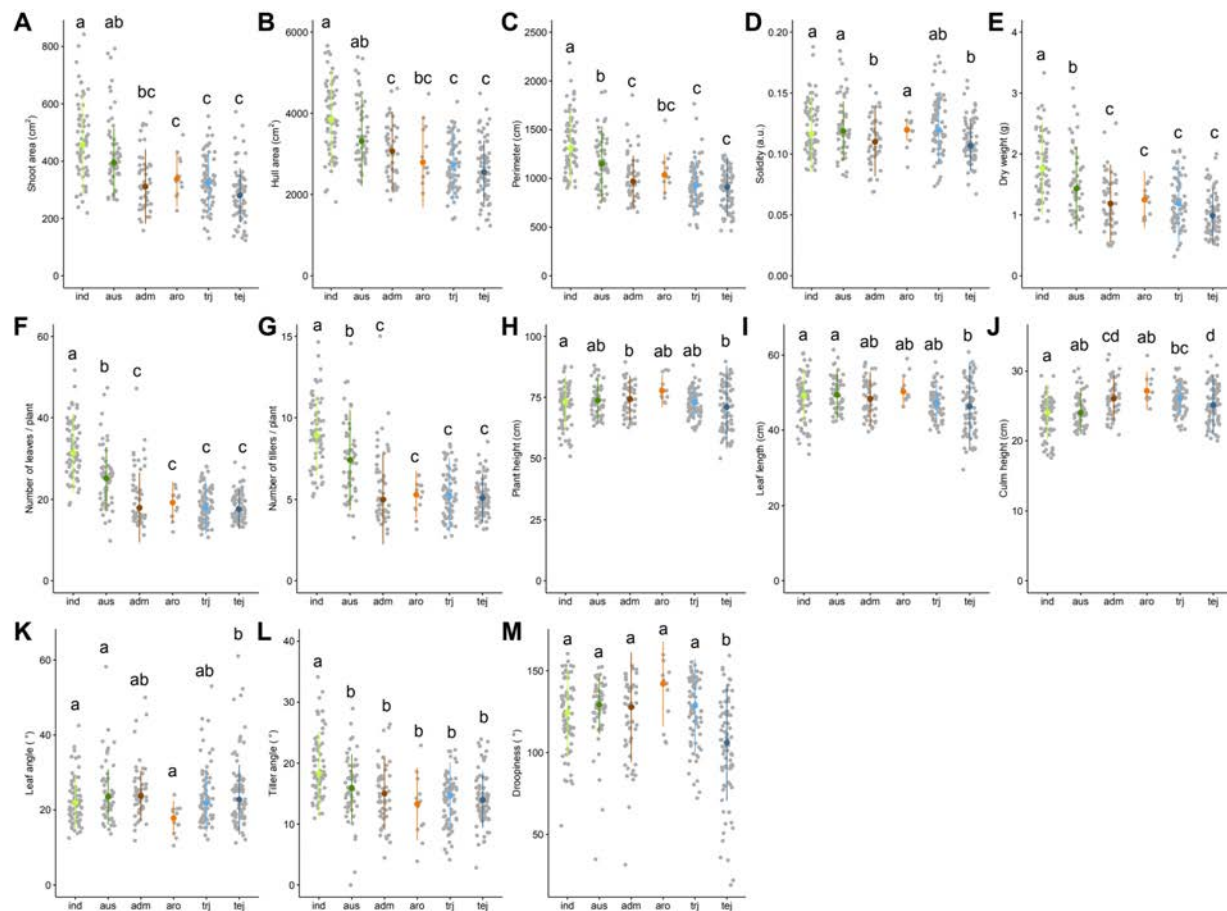 A
Shoot area (cm²)
800
600
400
200
0
a ab bc c c c
ind aus adm aro trj tej
B
Hull area (cm²)
6000
4000
2000
0
a ab c bc c c
ind aus adm aro trj tej
C
Perimeter (cm)
2500
2000
1500
1000
500
0
a b c bc c c
ind aus adm aro trj tej
D
Solidity (a.u.)
0.20
0.15
0.10
0.05
0.00
a a b a ab b
ind aus adm aro trj tej
E
Dry weight (g)
4
3
2
1
0
a b c c c c
ind aus adm aro trj tej
F
Number of leaves / plant
60
40
20
0
a b c c c c
ind aus adm aro trj tej
G
Number of tillers / plant
15
10
5
0
a b c c c c
ind aus adm aro trj tej
H
Plant height (cm)
100
75
50
25
0
a ab b ab ab b
ind aus adm aro trj tej
I
Leaf length (cm)
60
40
20
0
a a ab ab ab b
ind aus adm aro trj tej
J
Culm height (cm)
30
20
10
0
a ab cd ab bc d
ind aus adm aro trj tej
K
Leaf angle (°)
60
40
20
0
a a ab a ab b
ind aus adm aro trj tej
L
Tiller angle (°)
40
30
20
10
0
a b b b b b
ind aus adm aro trj tej
M
Droopiness (°)
150
100
50
a a a a a b
ind aus adm aro trj tej